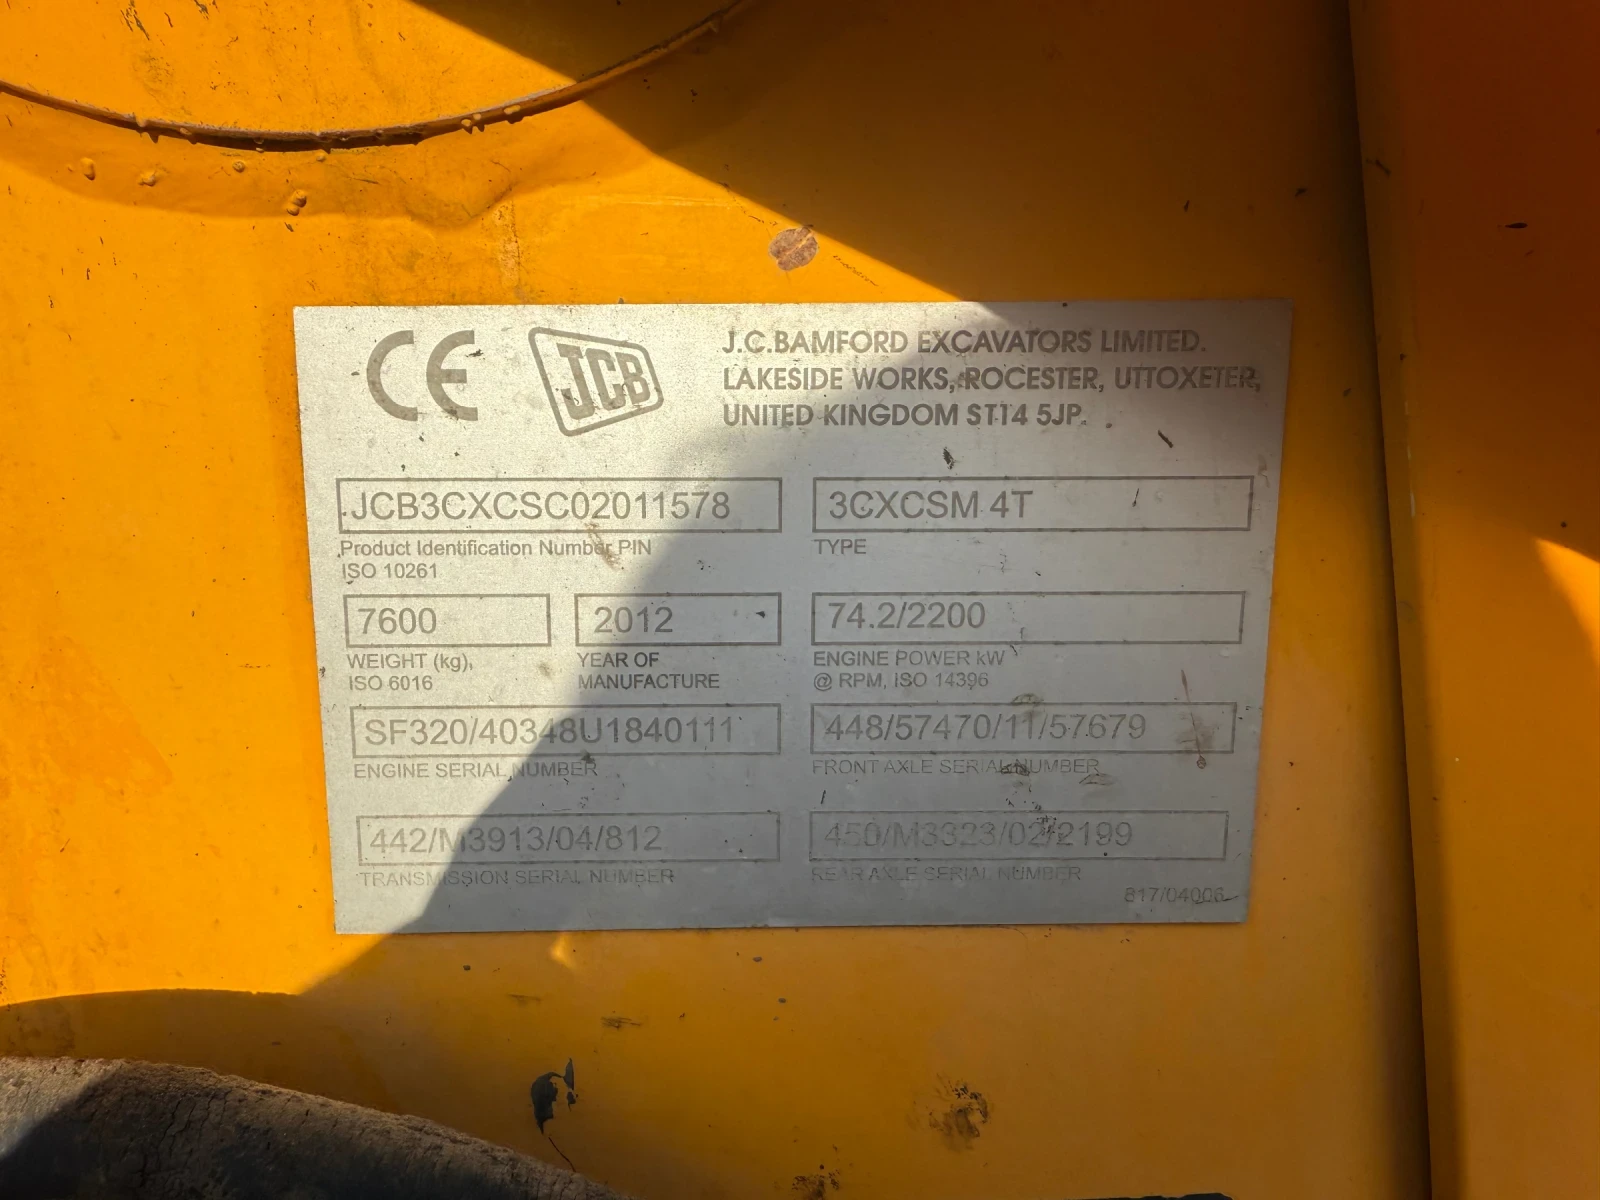 CE JCB
J.C.BAMFORD EXCAVATORS LIMITED.
LAKESIDE WORKS, ROCESTER, UTTOXETER,
UNITED KINGDOM ST14 5JP.
JCB3CXCSC02011578
Product Identification Number PIN
ISO 10261
3CXCSM 4T
TYPE
7600
WEIGHT (kg),
ISO 6016
2012
YEAR OF
MANUFACTURE
74.2/2200
ENGINE POWER kW
@ RPM, ISO 14396
SF320/40348U1840111
ENGINE SERIAL NUMBER
448/57470/11/57679
FRONT AXLE SERIAL NUMBER
442/M3913/04/812
TRANSMISSION SERIAL NUMBER
450/M3323/02/2199
REAR AXLE SERIAL NUMBER
817/04006